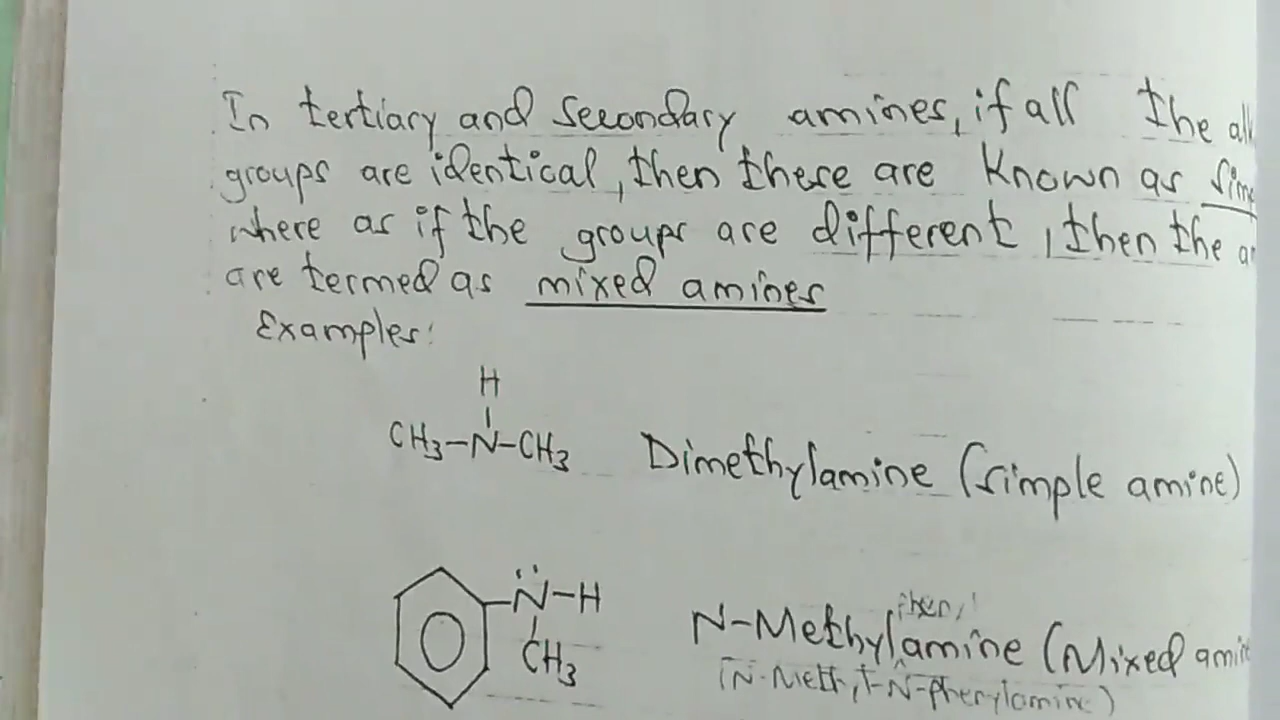 In tertiary and secondary amines, if all the
groups are identical, then these are known as
where as if the groups are different, then the
are termed as mixed amines
Examples:
H
CH3-N-CH3 Dimethylamine (simple amine)
N-H
CH3
phenyl
N-Methylamine (Mixed
(N-Methyl-N-phenylamine)